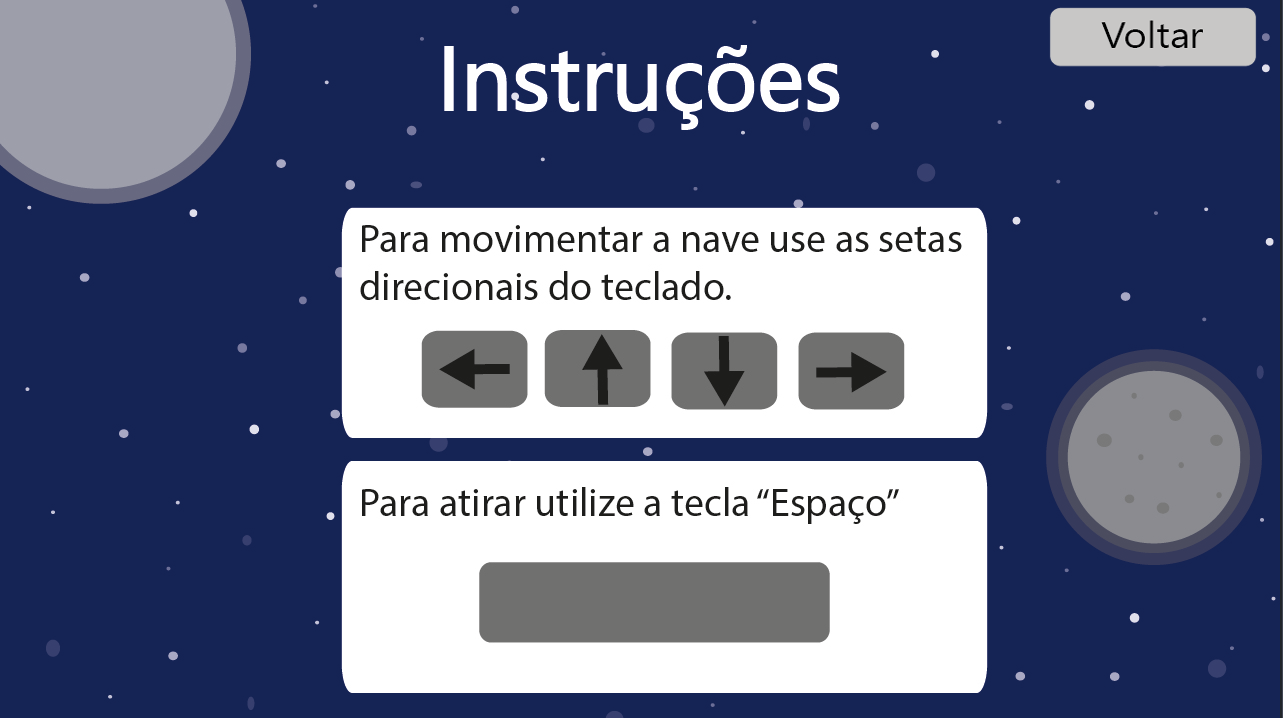 Voltar
Instruções
Para movimentar a nave use as setas
direcionais do teclado.
Para atirar utilize a tecla “Espaço”